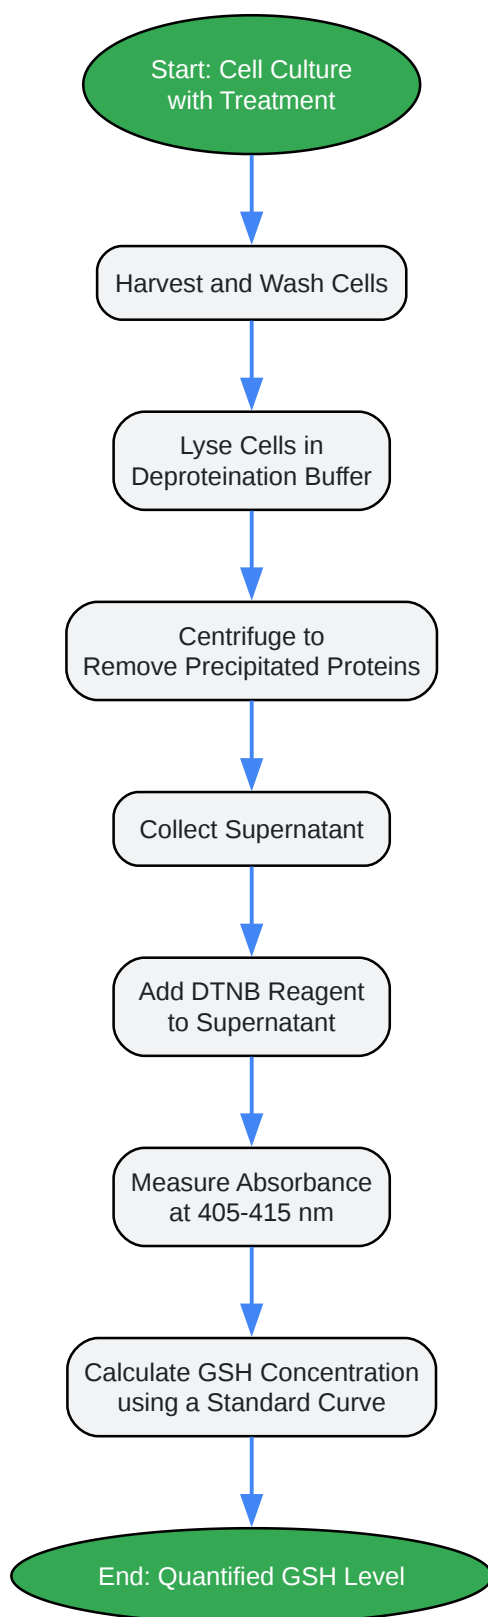 Start: Cell Culture
with Treatment
Harvest and Wash Cells
Lyse Cells in
Deproteination Buffer
Centrifuge to
Remove Precipitated Proteins
Collect Supernatant
Add DTNB Reagent
to Supernatant
Measure Absorbance
at 405-415 nm
Calculate GSH Concentration
using a Standard Curve
End: Quantified GSH Level